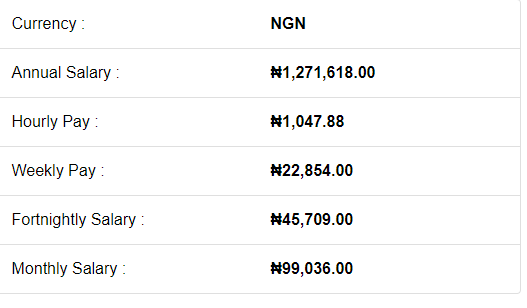 Currency : NGN
Annual Salary : ₦1,271,618.00
Hourly Pay : ₦1,047.88
Weekly Pay : ₦22,854.00
Fortnightly Salary : ₦45,709.00
Monthly Salary : ₦99,036.00